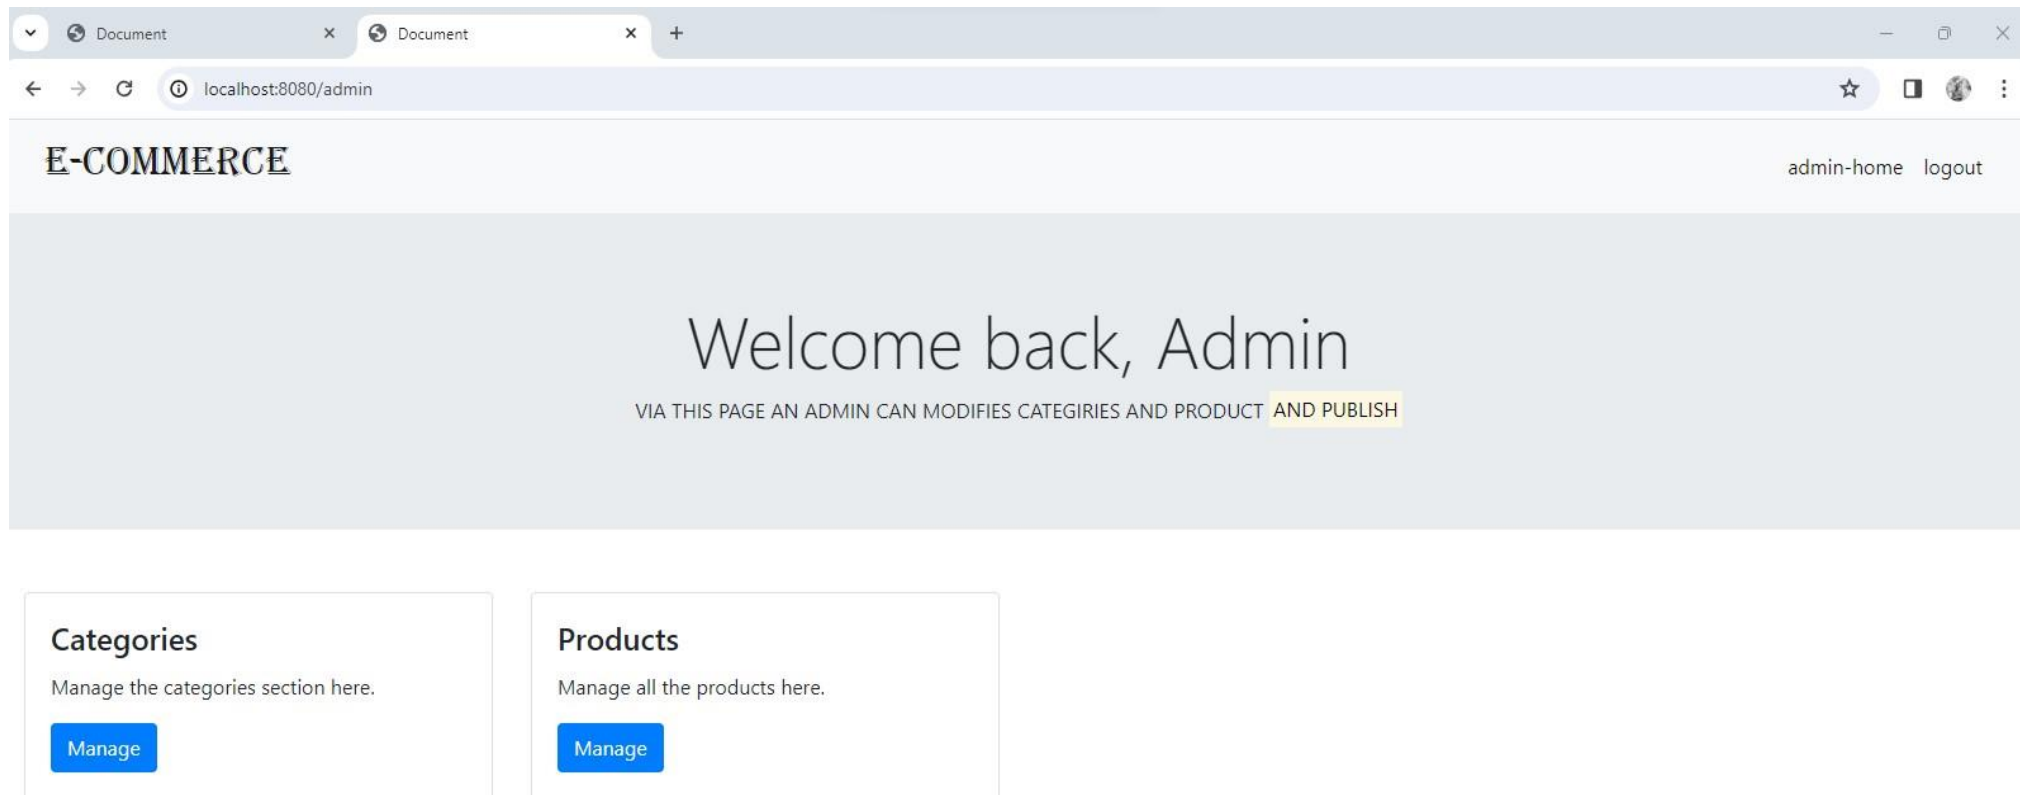 Document
Document
localhost:8080/admin
E-COMMERCE
admin-home logout
Welcome back, Admin
VIA THIS PAGE AN ADMIN CAN MODIFIES CATEGIRIES AND PRODUCT AND PUBLISH
Categories
Manage the categories section here.
Manage
Products
Manage all the products here.
Manage